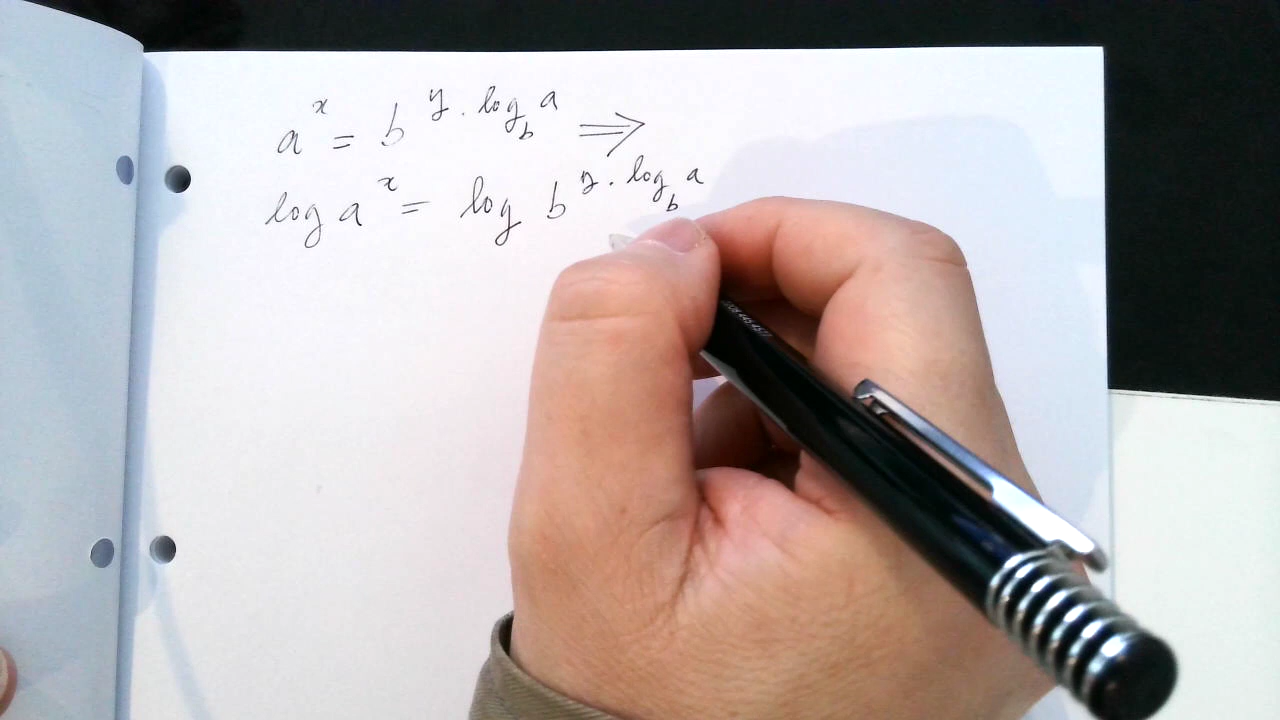 a^x = b^{y · log_b a} ⟹
log a^x = log b^{y · log_b a}